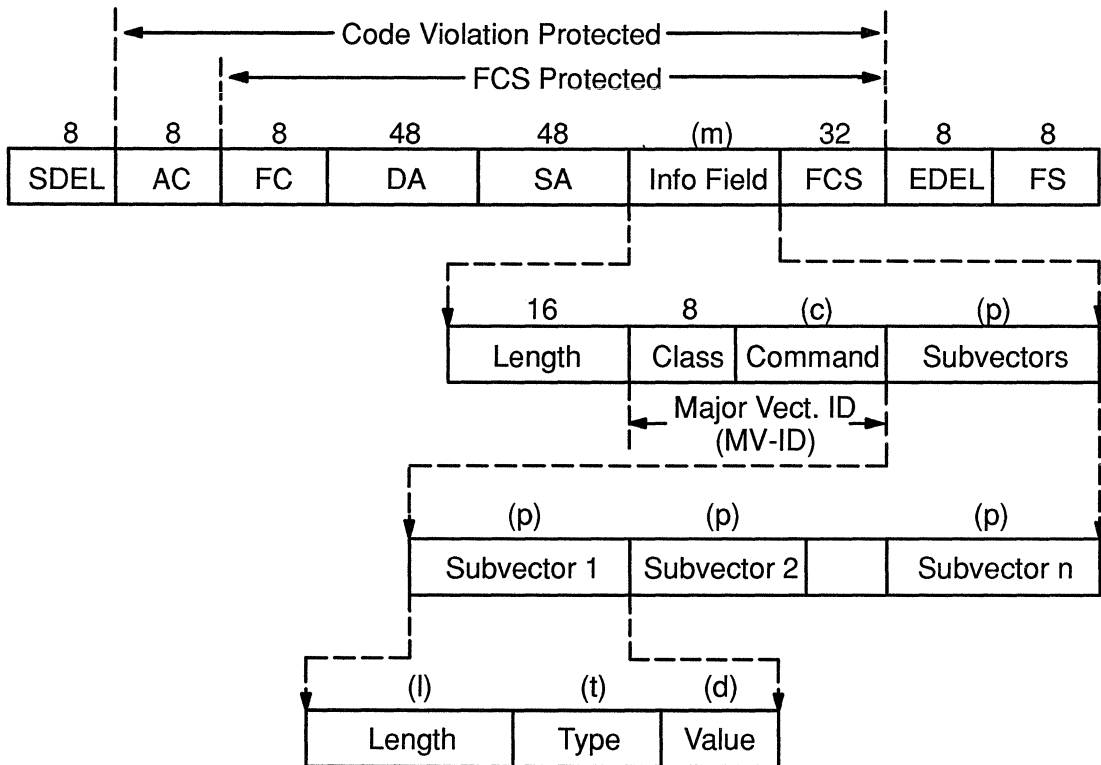 Code Violation Protected
FCS Protected
8 8 8 48 48 (m) 32 8 8
SDEL AC FC DA SA Info Field FCS EDEL FS
16 8 (c) (p)
Length Class Command Subvectors
Major Vect. ID
(MV-ID)
(p) (p) (p)
Subvector 1 Subvector 2 Subvector n
(l) (t) (d)
Length Type Value